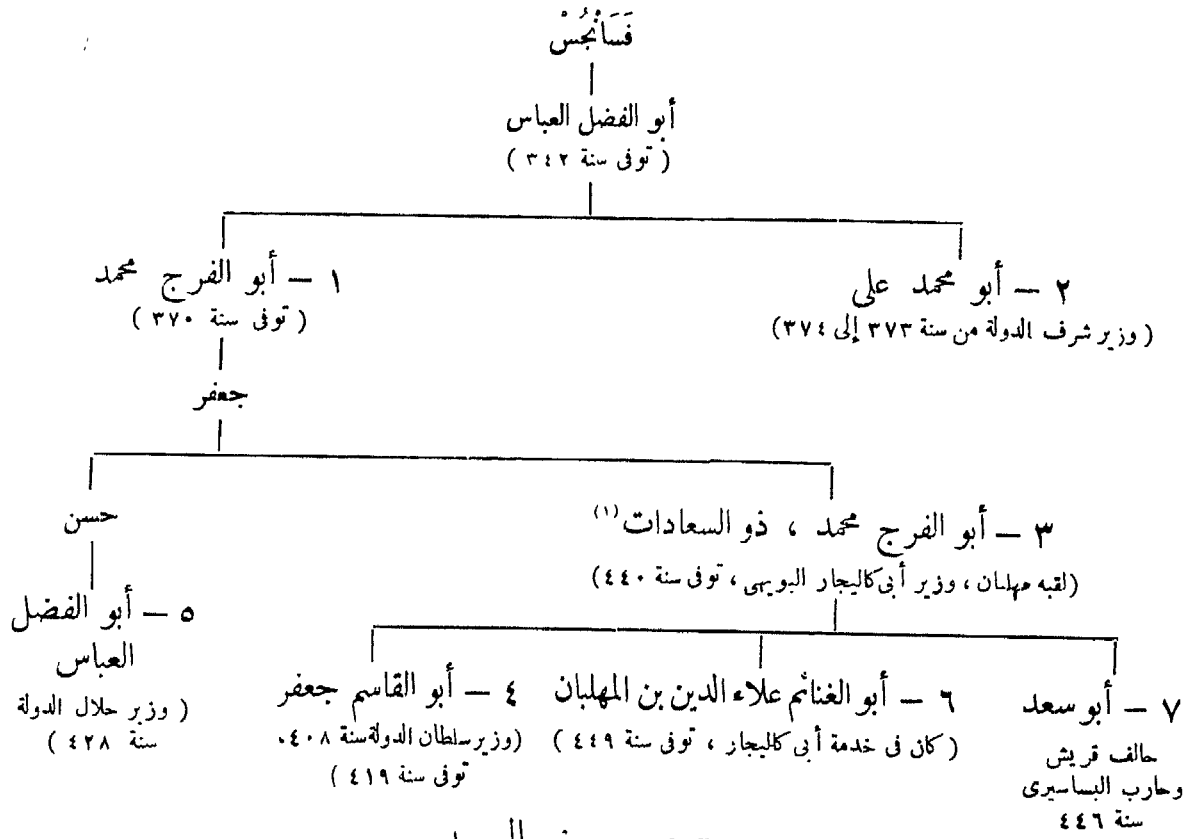 فَسَانْجُسْ
أبو الفضل العباس
( توفى سنة ٣٤٢ )
١ — أبو الفرج محمد
( توفى سنة ٣٧٠ )
٢ — أبو محمد على
( وزير شرف الدولة من سنة ٣٧٣ إلى ٣٧٤ )
جعفر
حسن
٣ — أبو الفرج محمد ، ذو السعادات (١)
(لقبه مهلبان ، وزير أبى كاليجار البويهى ، توفى سنة ٤٤٠)
٥ — أبو الفضل
العباس
( وزير حلال الدولة
سنة ٤٢٨ )
٤ — أبو القاسم جعفر
(وزير سلطان الدولة سنة ٤٠٨،
توفى سنة ٤١٩ )
٦ — أبو الغنائم علاء الدين بن المهلبان
( كان فى خدمة أبى كاليجار ، توفى سنة ٤٤٩ )
٧ — أبو سعد
حالف قريش
وحارب البساسيرى
سنة ٤٤٦